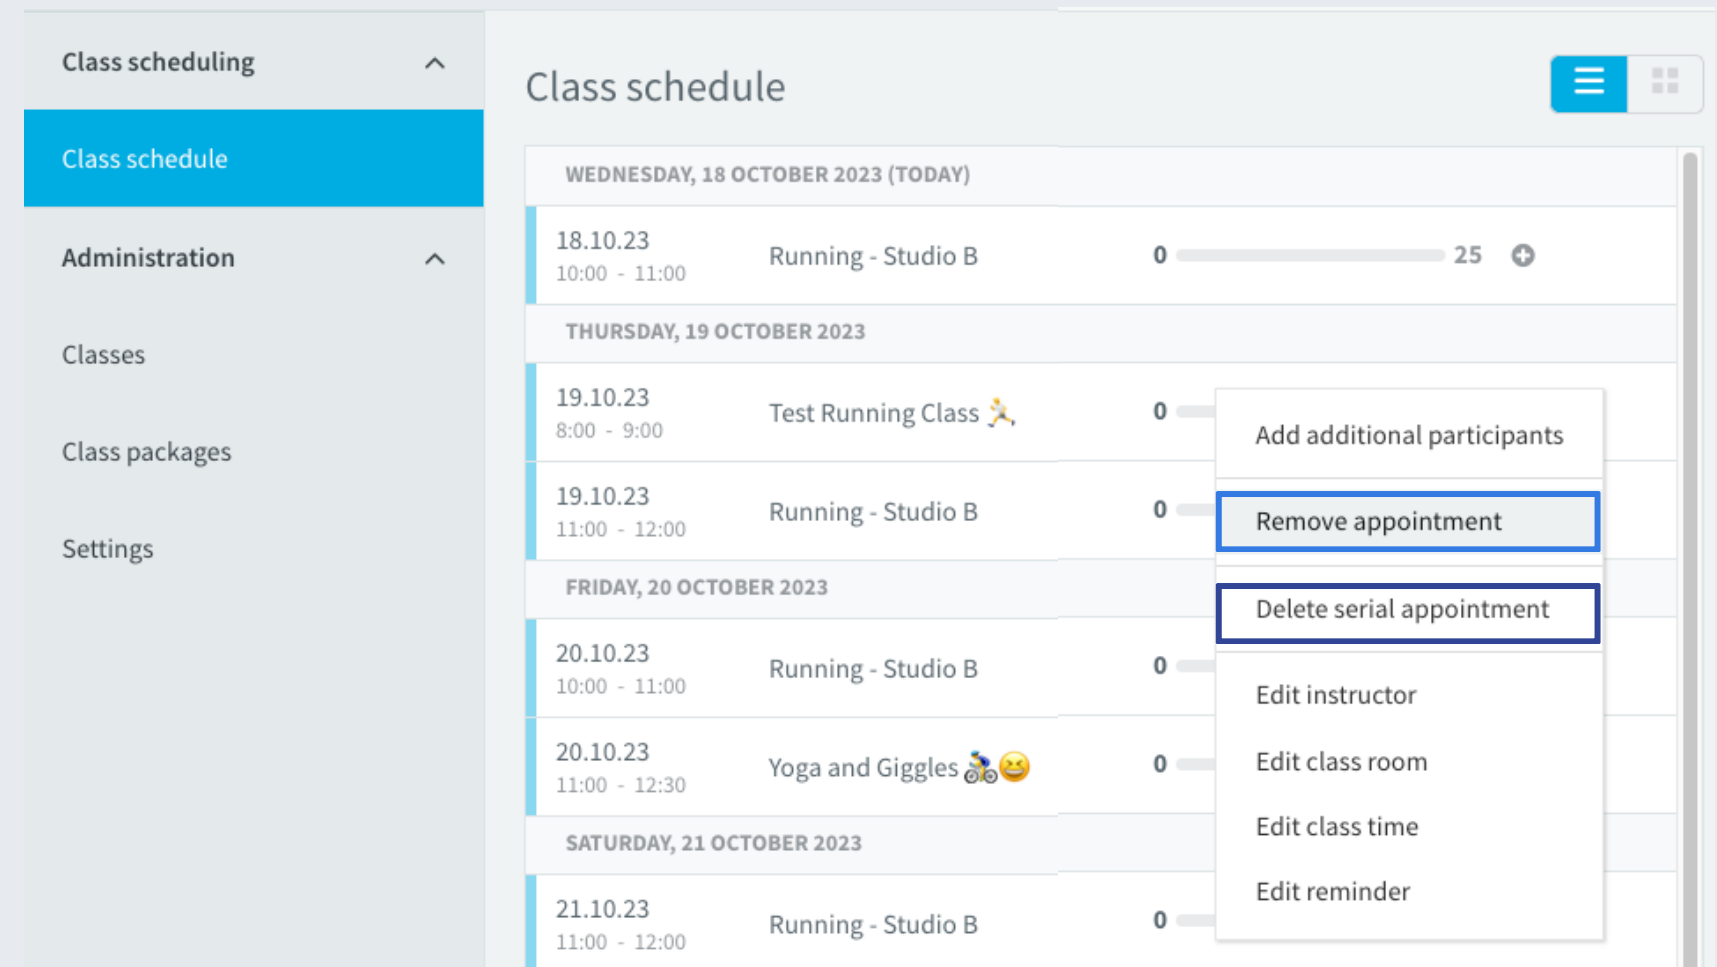 Class scheduling
Class schedule
Administration
Classes
Class packages
Settings
Class schedule
WEDNESDAY, 18 OCTOBER 2023 (TODAY)
18.10.23
10:00 - 11:00
Running - Studio B
0
25
THURSDAY, 19 OCTOBER 2023
19.10.23
8:00 - 9:00
Test Running Class 🏃
0
19.10.23
11:00 - 12:00
Running - Studio B
0
FRIDAY, 20 OCTOBER 2023
20.10.23
10:00 - 11:00
Running - Studio B
0
20.10.23
11:00 - 12:30
Yoga and Giggles 🚴😆
0
SATURDAY, 21 OCTOBER 2023
21.10.23
11:00 - 12:00
Running - Studio B
0
Add additional participants
Remove appointment
Delete serial appointment
Edit instructor
Edit class room
Edit class time
Edit reminder